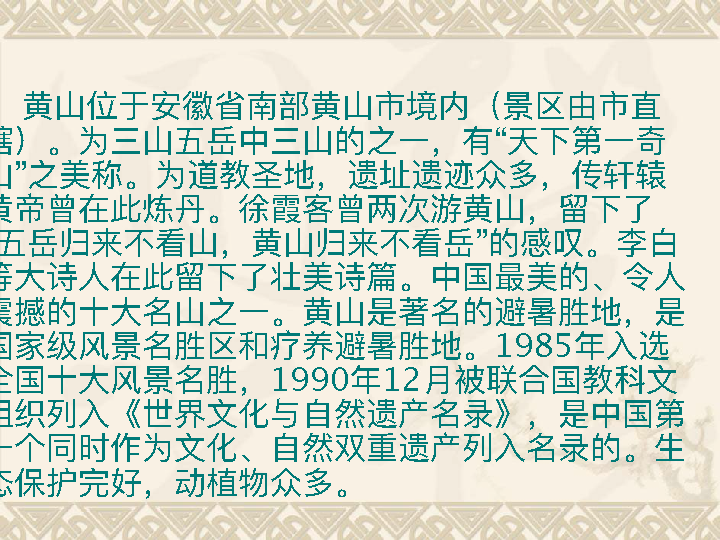 黄山位于安徽省南部黄山市境内（景区由市直
辖）。为三山五岳中三山的之一，有“天下第一奇
山”之美称。为道教圣地，遗址遗迹众多，传轩辕
黄帝曾在此炼丹。徐霞客曾两次游黄山，留下了
五岳归来不看山，黄山归来不看岳”的感叹。李白
等大诗人在此留下了壮美诗篇。中国最美的、令人
震撼的十大名山之一。黄山是著名的避暑胜地，是
国家级风景名胜区和疗养避暑胜地。1985年入选
全国十大风景名胜，1990年12月被联合国教科文
组织列入《世界文化与自然遗产名录》，是中国第
一个同时作为文化、自然双重遗产列入名录的。生
态保护完好，动植物众多。